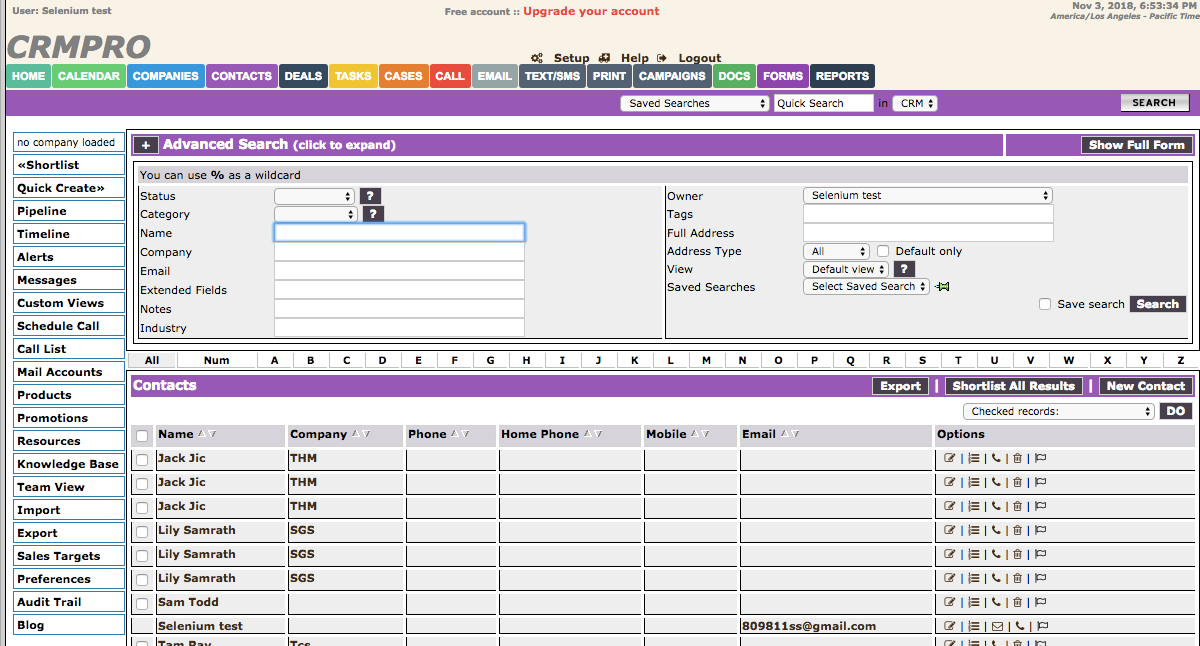 User: Selenium test
Free account :: Upgrade your account
Nov 3, 2018, 6:53:34 PM
America/Los Angeles - Pacific Time
CRMPRO
Setup Help Logout
HOME CALENDAR COMPANIES CONTACTS DEALS TASKS CASES CALL EMAIL TEXT/SMS PRINT CAMPAIGNS DOCS FORMS REPORTS
Saved Searches Quick Search in CRM SEARCH
no company loaded
«Shortlist
Quick Create»
Pipeline
Timeline
Alerts
Messages
Custom Views
Schedule Call
Call List
Mail Accounts
Products
Promotions
Resources
Knowledge Base
Team View
Import
Export
Sales Targets
Preferences
Audit Trail
Blog
+ Advanced Search (click to expand) Show Full Form
You can use % as a wildcard
Status ?
Category ?
Name
Company
Email
Extended Fields
Notes
Industry
Owner Selenium test
Tags
Full Address
Address Type All Default only
View Default view ?
Saved Searches Select Saved Search
Save search Search
All Num A B C D E F G H I J K L M N O P Q R S T U V W X Y Z
Contacts Export | Shortlist All Results | New Contact
Checked records: DO
Name Company Phone Home Phone Mobile Email Options
Jack Jic THM
Jack Jic THM
Jack Jic THM
Lily Samrath SGS
Lily Samrath SGS
Lily Samrath SGS
Sam Todd
Selenium test 809811ss@gmail.com
Tam Ray Tcs